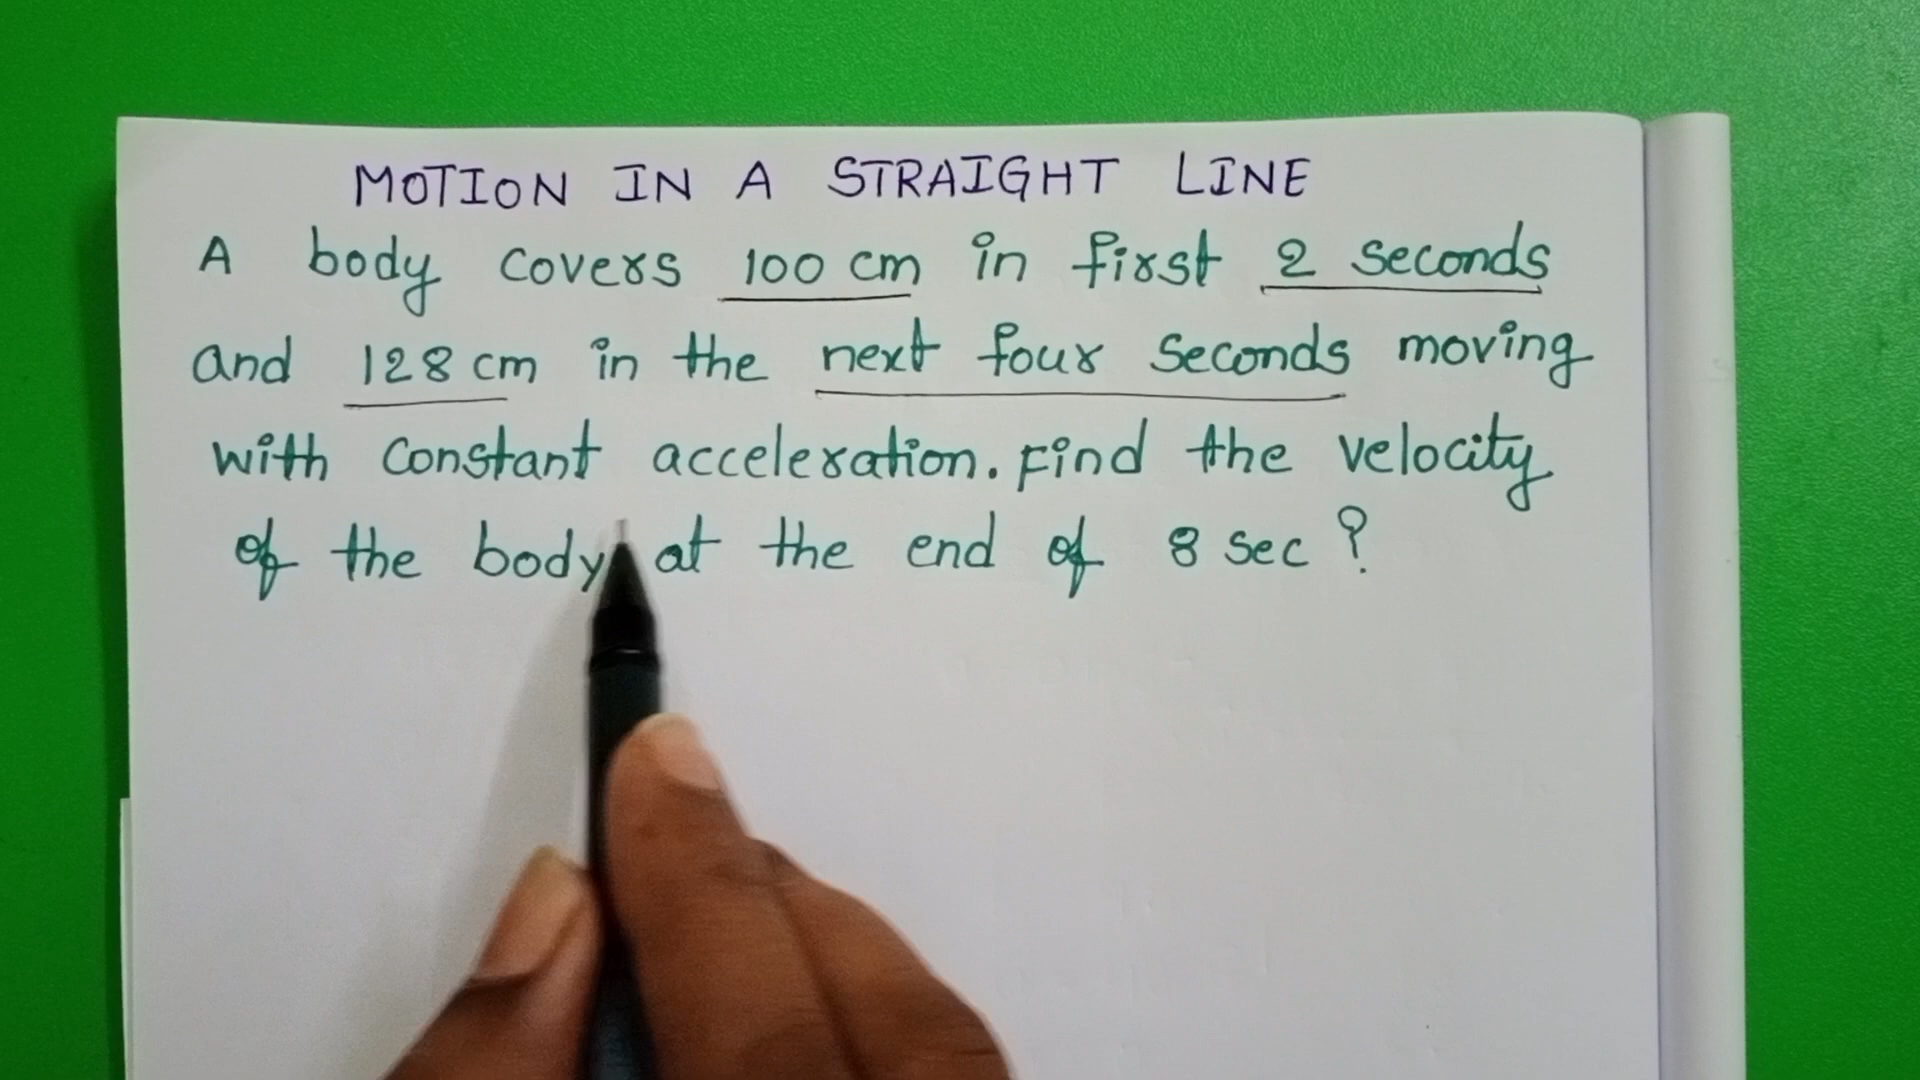 MOTION IN A STRAIGHT LINE
A body covers 100 cm in first 2 seconds
and 128 cm in the next four seconds moving
with constant acceleration. Find the velocity
of the body at the end of 8 sec ?